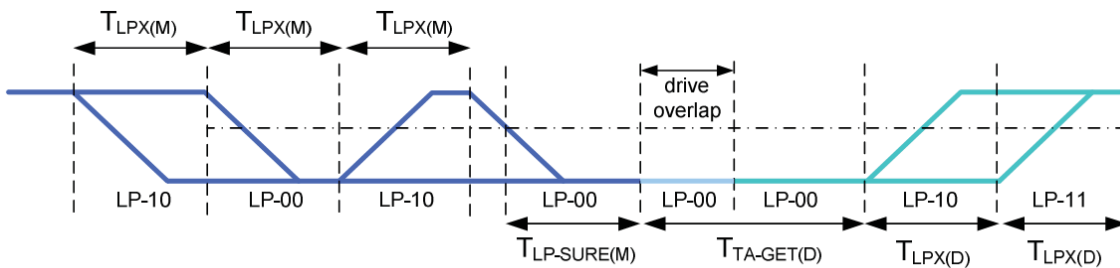 TLPX(M) TLPX(M) TLPX(M)
drive
overlap
LP-10 LP-00 LP-10 LP-00 LP-00 LP-00 LP-10 LP-11
TLP-SURE(M) TTA-GET(D) TLPX(D) TLPX(D)